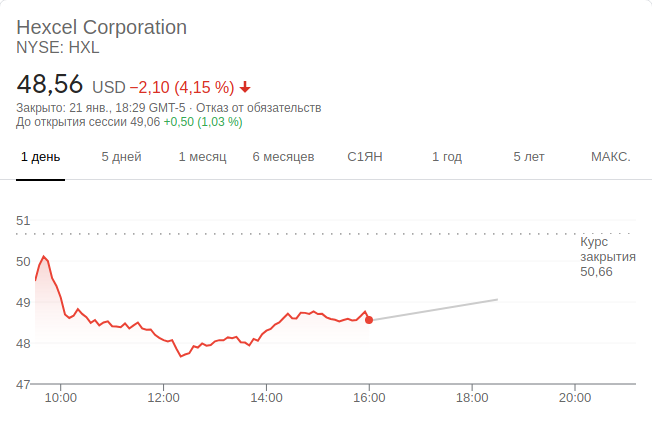 Hexcel Corporation
NYSE: HXL
48,56 USD −2,10 (4,15 %)
Закрыто: 21 янв., 18:29 GMT-5 · Отказ от обязательств
До открытия сессии 49,06 +0,50 (1,03 %)
1 день 5 дней 1 месяц 6 месяцев С1ЯН 1 год 5 лет МАКС.
51
Курс
закрытия
50,66
50
49
48
47
10:00 12:00 14:00 16:00 18:00 20:00